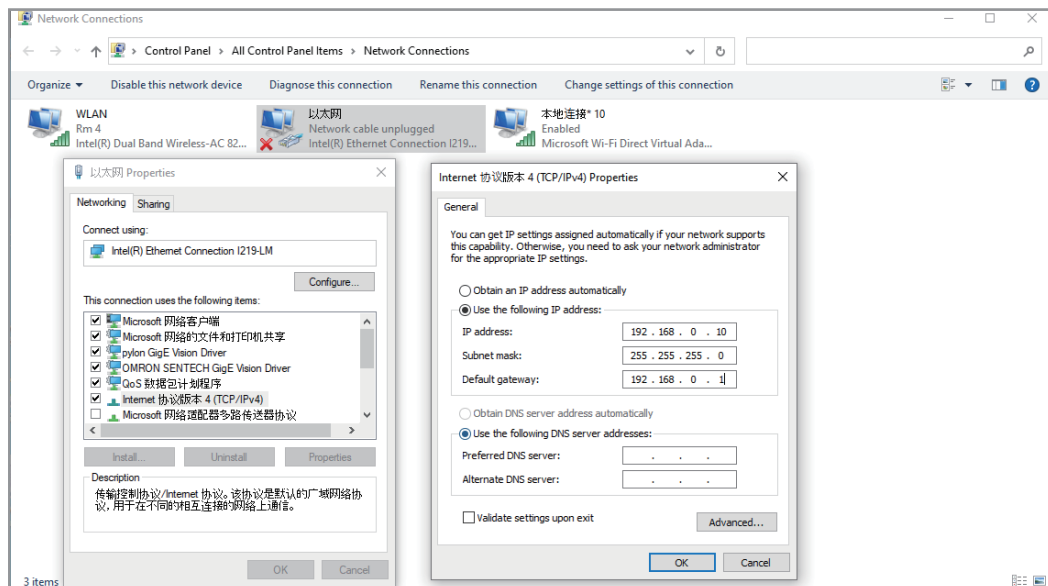 Network Connections
Control Panel > All Control Panel Items > Network Connections
Organize Disable this network device Diagnose this connection Rename this connection Change settings of this connection
WLAN
Rm 4
Intel(R) Dual Band Wireless-AC 82...
以太网
Network cable unplugged
Intel(R) Ethernet Connection I219...
本地连接* 10
Enabled
Microsoft Wi-Fi Direct Virtual Ada...
以太网 Properties
Networking Sharing
Connect using:
Intel(R) Ethernet Connection I219-LM
Configure...
This connection uses the following items:
Microsoft 网络客户端
Microsoft 网络的文件和打印机共享
pylon GigE Vision Driver
OMRON SENTECH GigE Vision Driver
QoS 数据包计划程序
Internet 协议版本 4 (TCP/IPv4)
Microsoft 网络适配器多路传送器协议
Install... Uninstall Properties
Description
传输控制协议/Internet 协议。该协议是默认的广域网络协
议,用于在不同的相互连接的网络上通信。
OK Cancel
Internet 协议版本 4 (TCP/IPv4) Properties
General
You can get IP settings assigned automatically if your network supports
this capability. Otherwise, you need to ask your network administrator
for the appropriate IP settings.
Obtain an IP address automatically
Use the following IP address:
IP address: 192 . 168 . 0 . 10
Subnet mask: 255 . 255 . 255 . 0
Default gateway: 192 . 168 . 0 . 1
Obtain DNS server address automatically
Use the following DNS server addresses:
Preferred DNS server: . . .
Alternate DNS server: . . .
Validate settings upon exit
Advanced...
OK Cancel
3 items